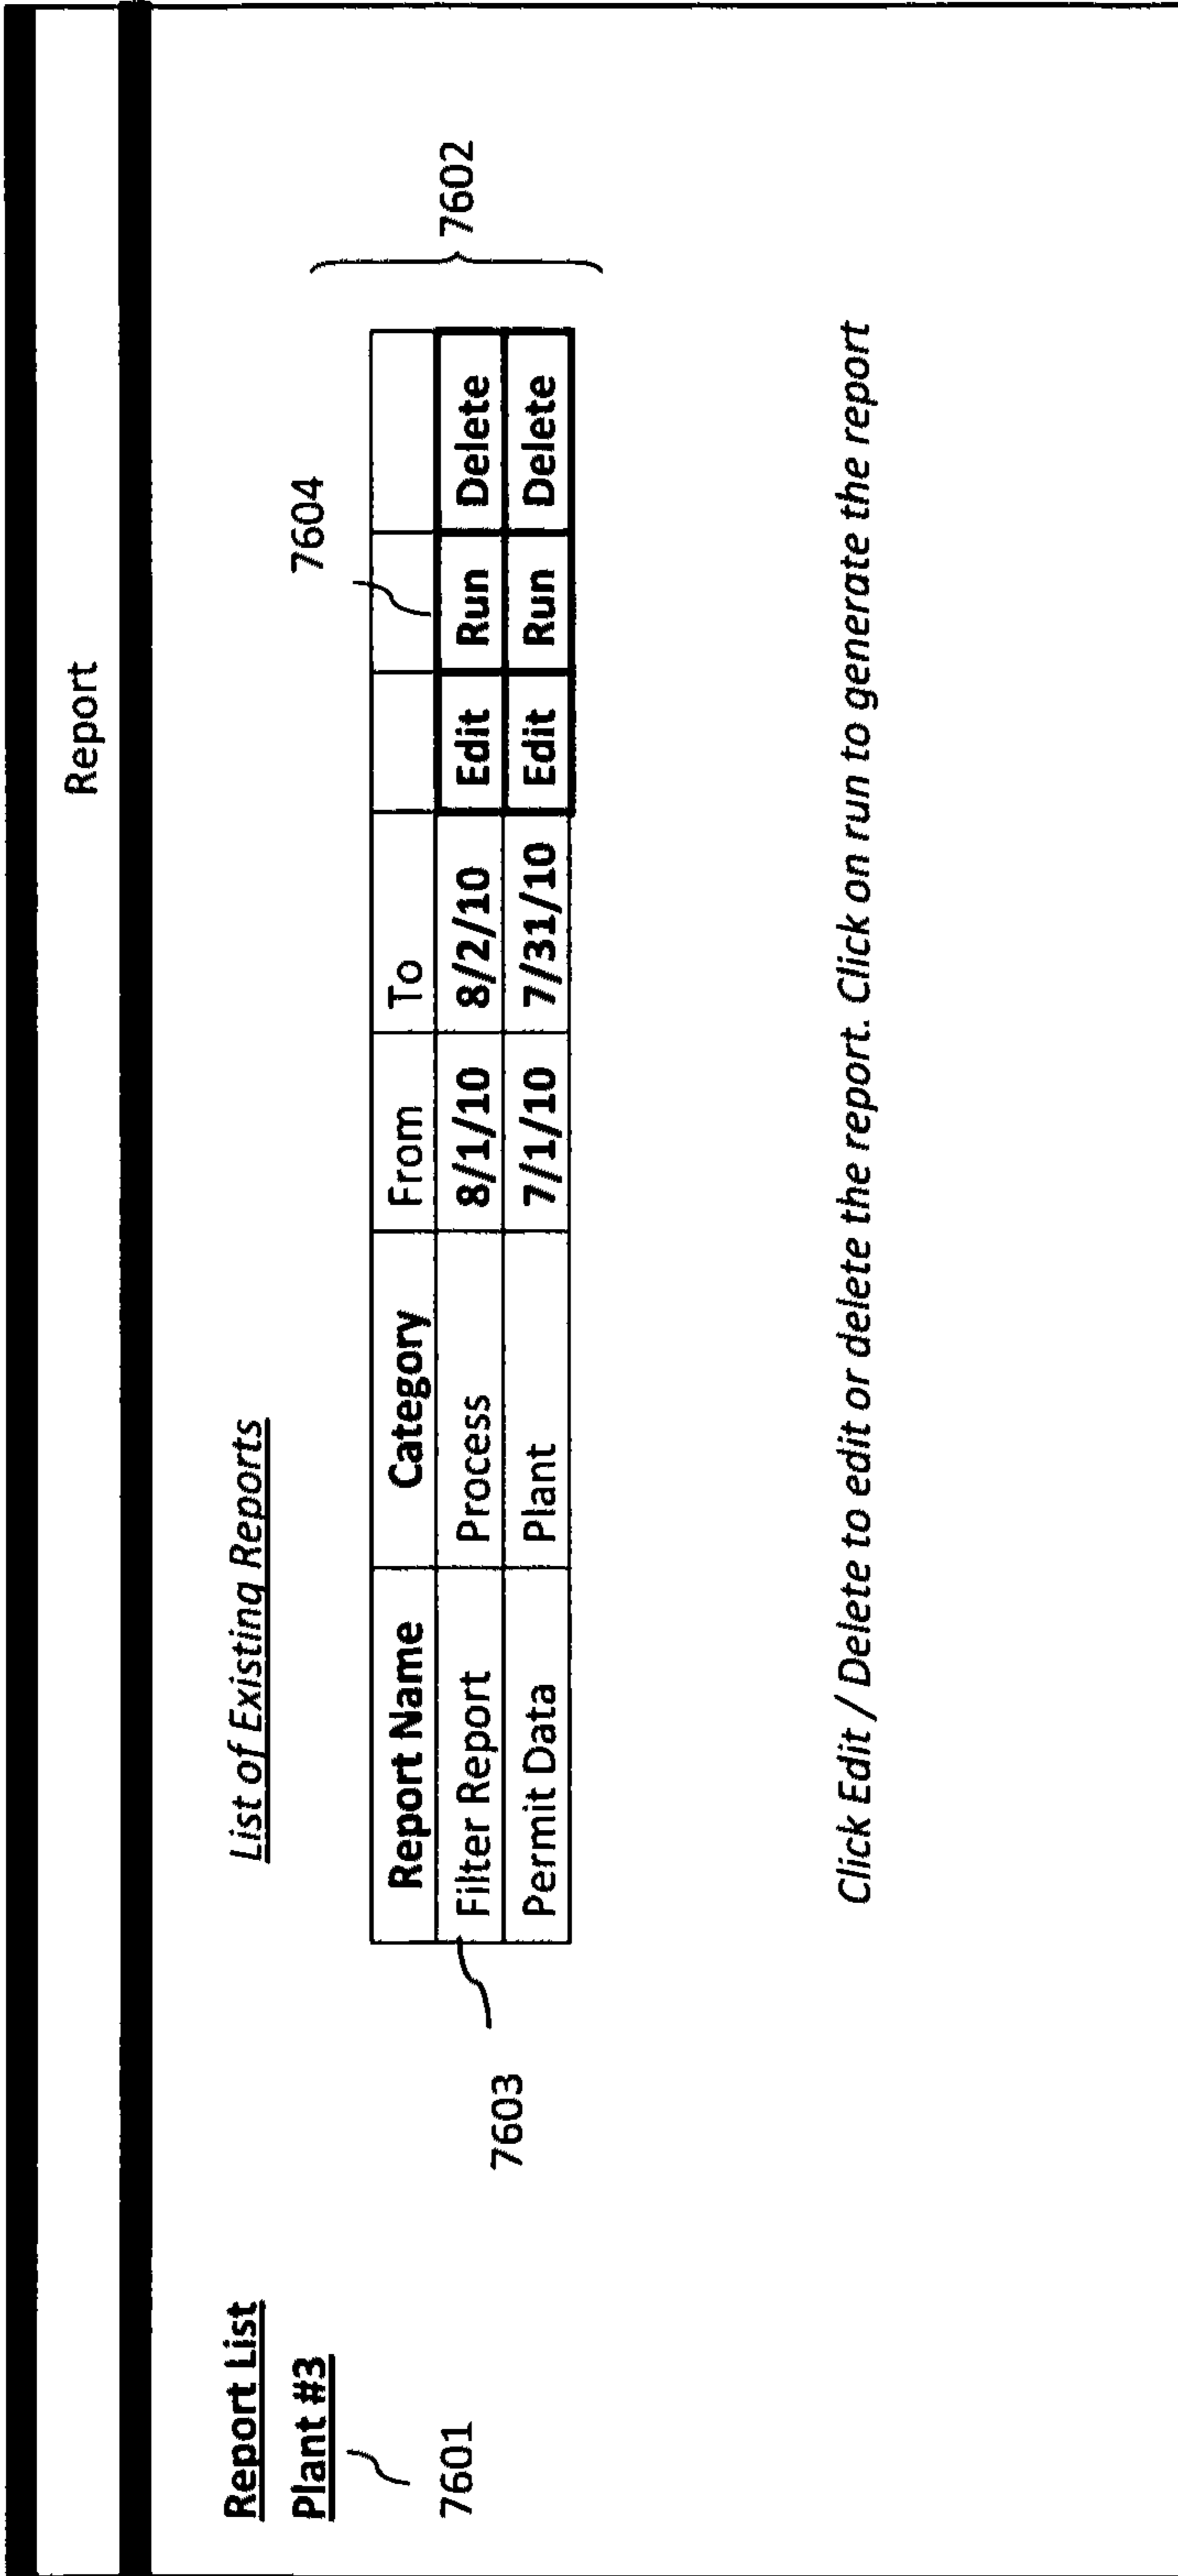 Report
Report List
List of Existing Reports
Plant #3
7604
7601
Report Name Category From To
Filter Report Process 8/1/10 8/2/10 Edit Run Delete
Permit Data Plant 7/1/10 7/31/10 Edit Run Delete
7602
7603
Click Edit / Delete to edit or delete the report. Click on run to generate the report